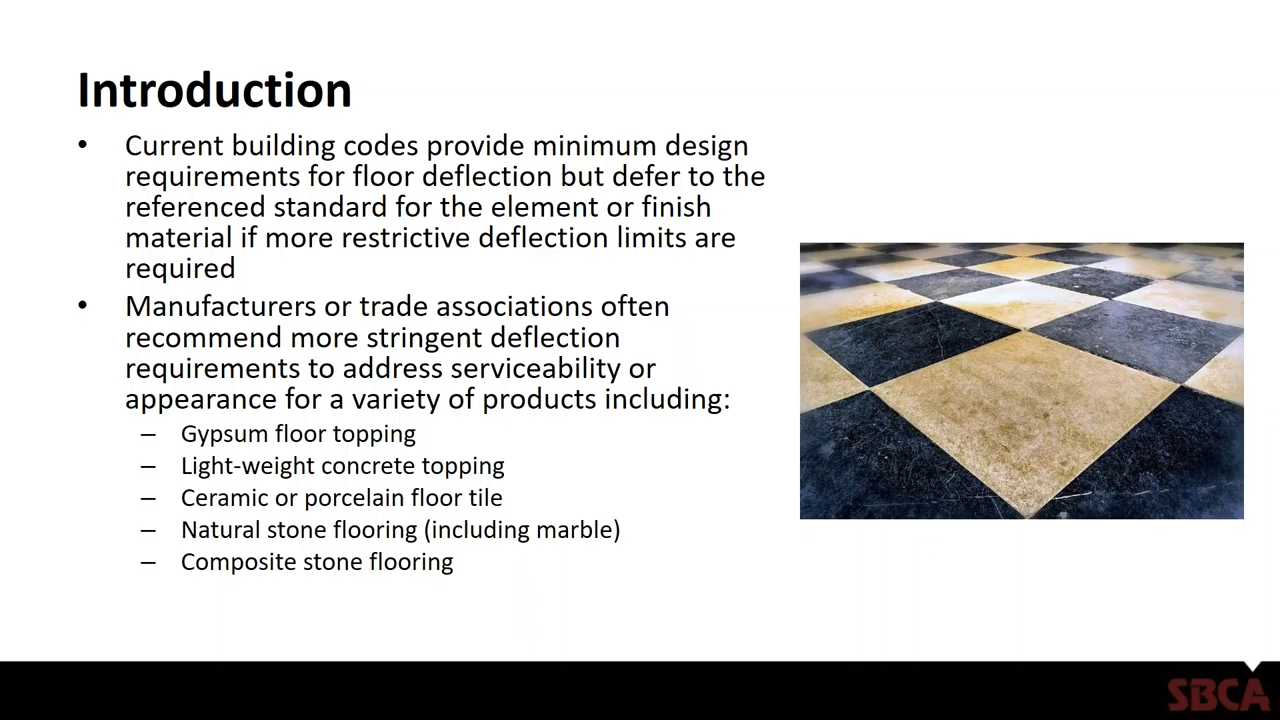 Introduction
• Current building codes provide minimum design
requirements for floor deflection but defer to the
referenced standard for the element or finish
material if more restrictive deflection limits are
required
• Manufacturers or trade associations often
recommend more stringent deflection
requirements to address serviceability or
appearance for a variety of products including:
– Gypsum floor topping
– Light-weight concrete topping
– Ceramic or porcelain floor tile
– Natural stone flooring (including marble)
– Composite stone flooring
SBCA